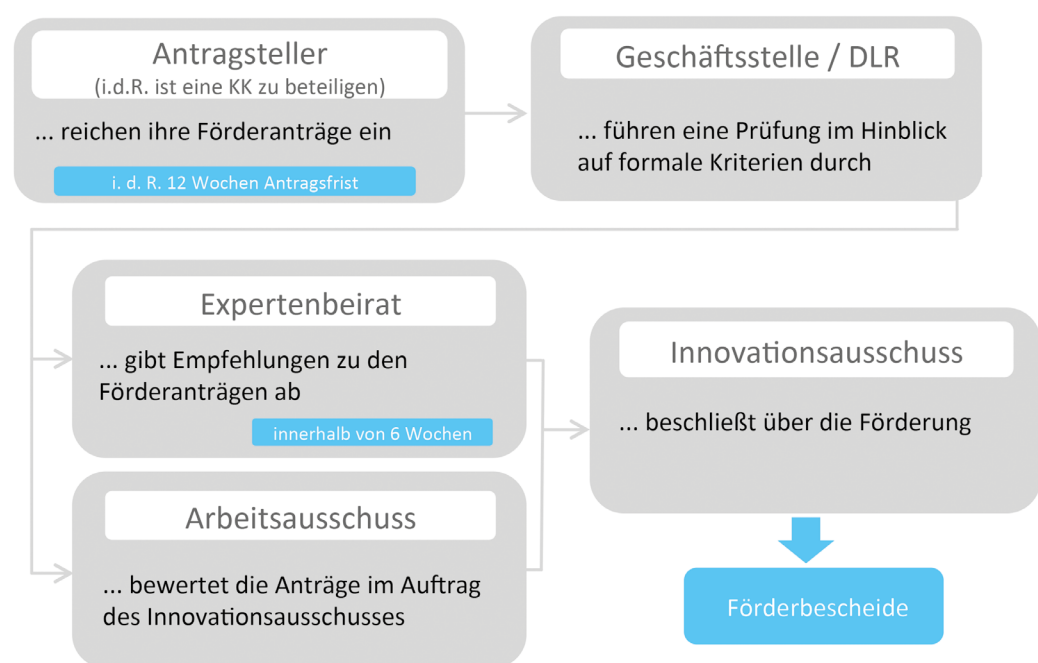 Antragsteller
(i.d.R. ist eine KK zu beteiligen)
... reichen ihre Förderanträge ein
i. d. R. 12 Wochen Antragsfrist
Geschäftsstelle / DLR
... führen eine Prüfung im Hinblick
auf formale Kriterien durch
Expertenbeirat
... gibt Empfehlungen zu den
Förderanträgen ab
innerhalb von 6 Wochen
Arbeitsausschuss
... bewertet die Anträge im Auftrag
des Innovationsausschusses
Innovationsausschuss
... beschließt über die Förderung
Förderbescheide